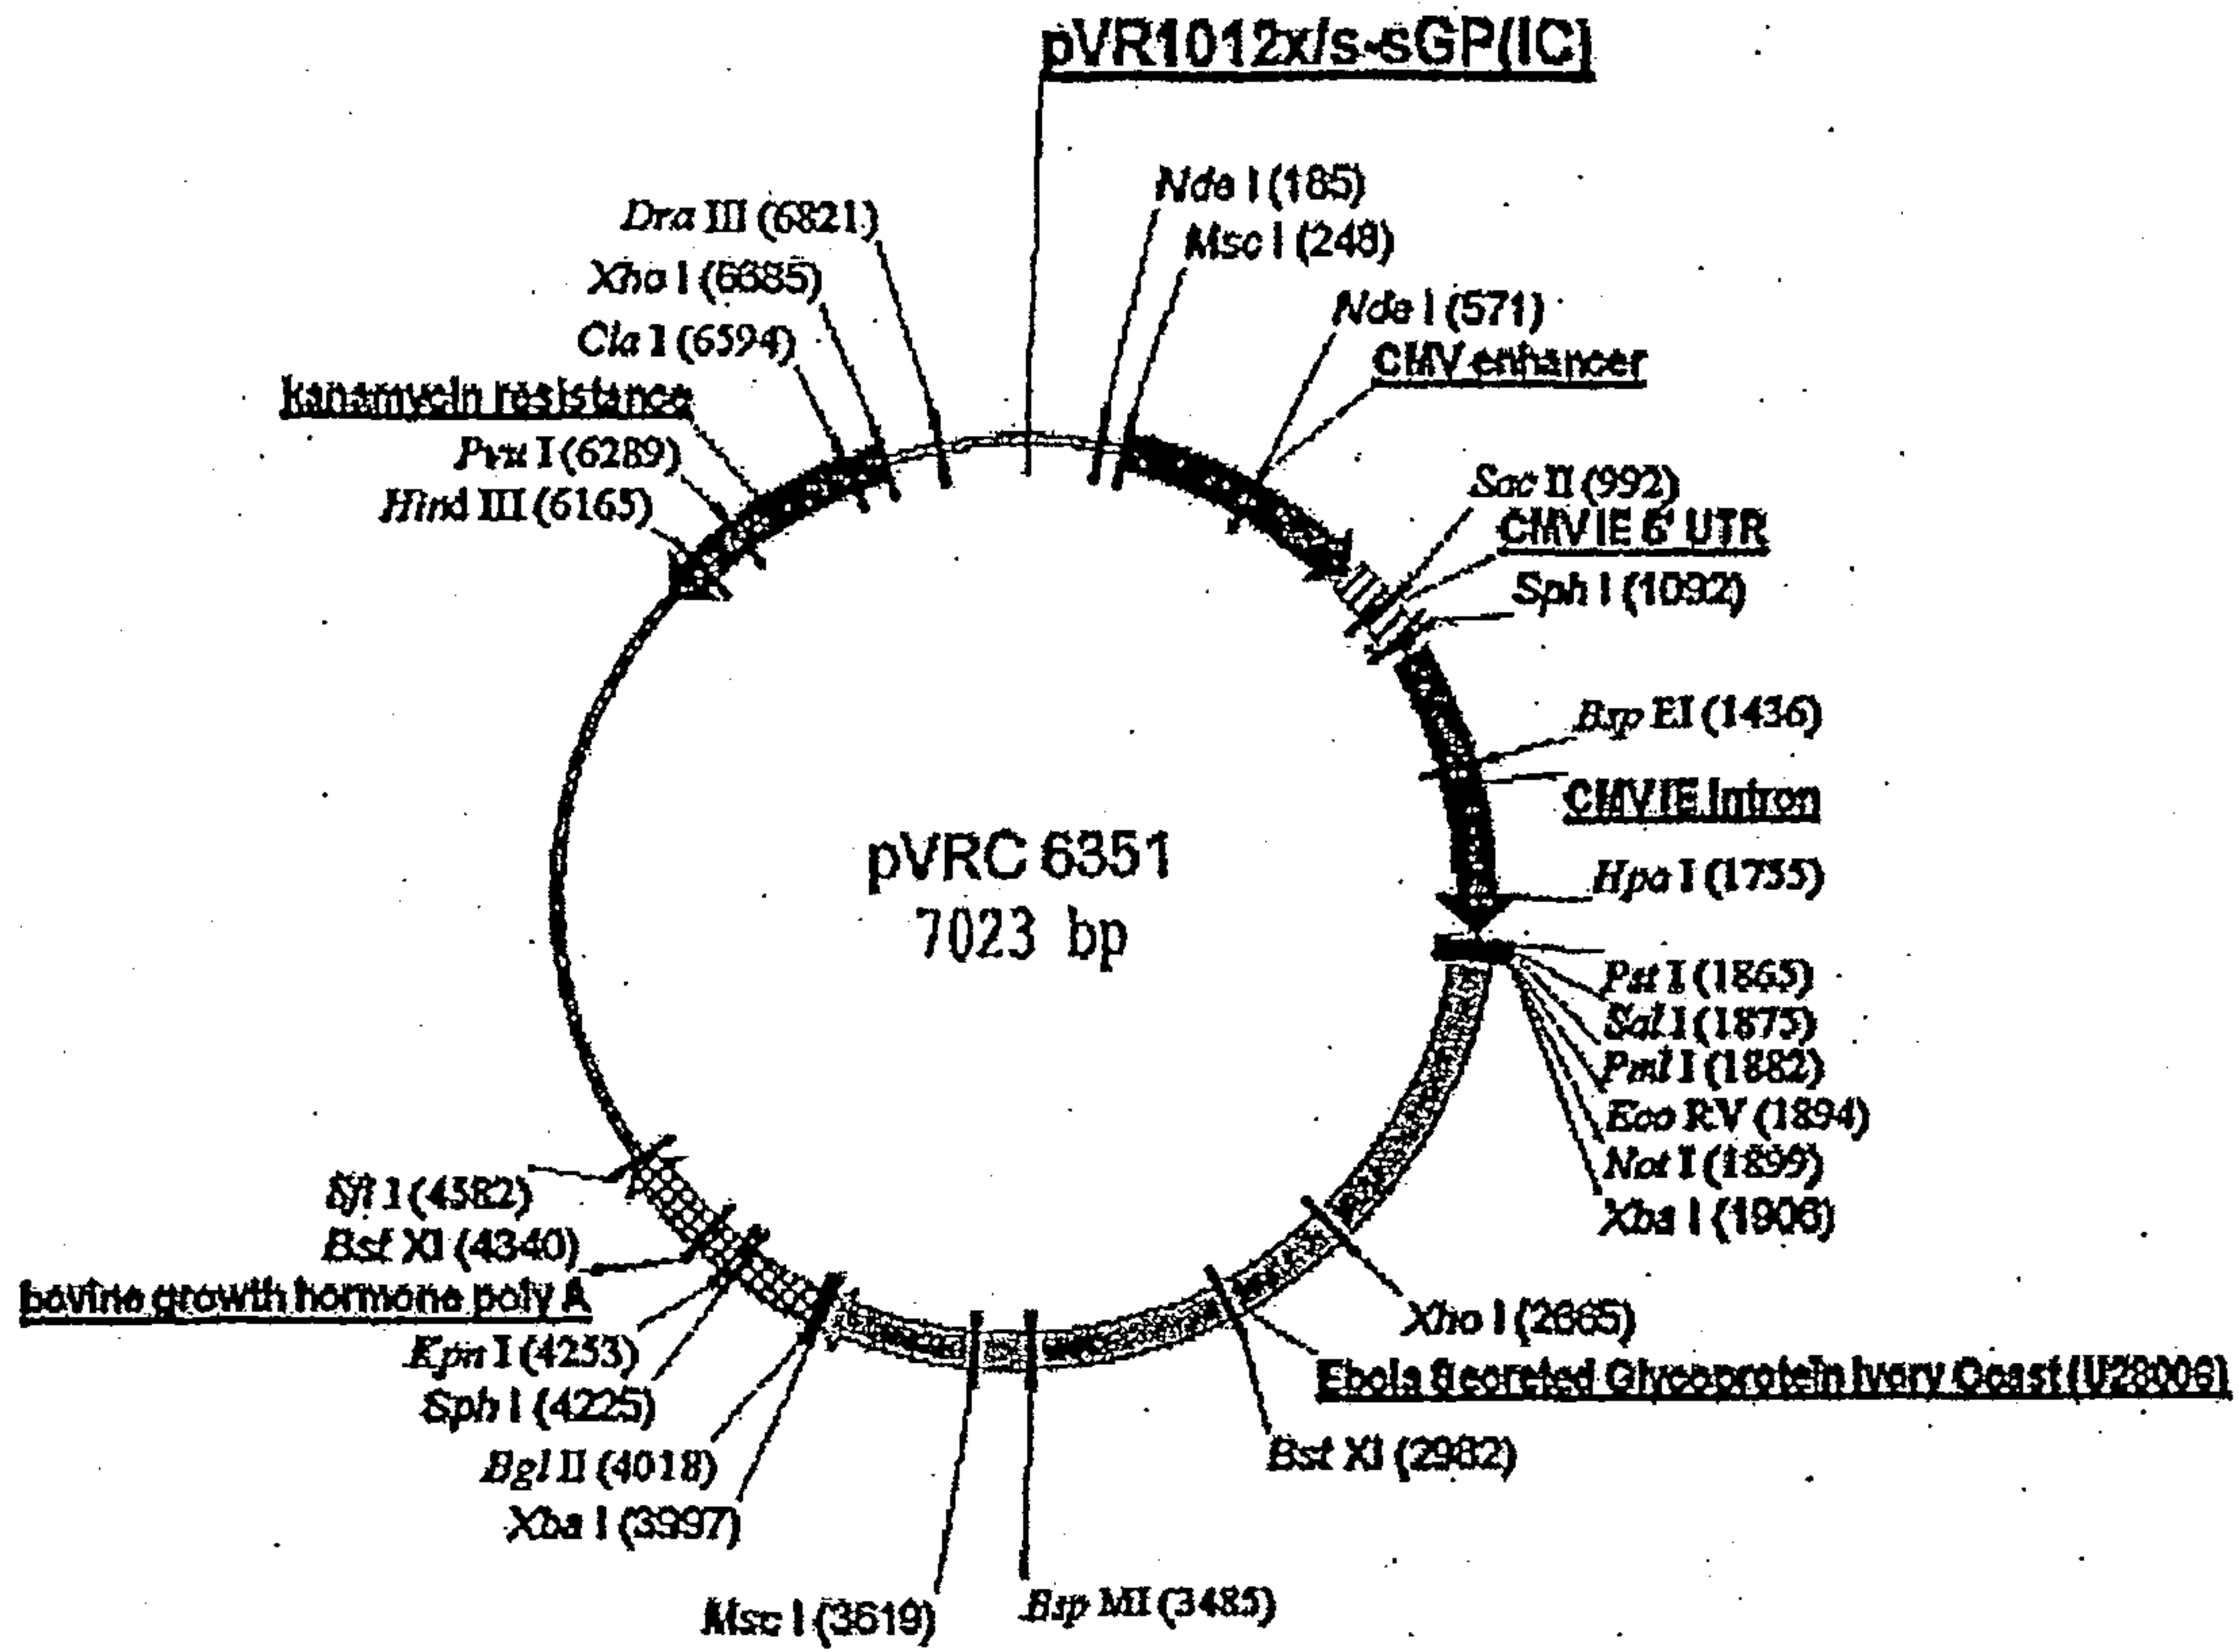 pVR1012x/s-sGP(IC)
Nde I (185)
Msc I (248)
Nde I (571)
CMV enhancer
Sac II (992)
CMV IE 5' UTR
Sph I (1092)
Bsp EI (1436)
CMV IE Intron
Hpa I (1735)
Pst I (1865)
Sal I (1875)
Pml I (1882)
Eco RV (1894)
Not I (1899)
Xba I (1906)
Xho I (2665)
Ebola Secreted Glycoprotein Ivory Coast (U28006)
Bst XI (2982)
Bsp MI (3485)
Msc I (3619)
Xba I (3997)
Bgl II (4018)
Sph I (4225)
Kpn I (4253)
bovine growth hormone poly A
Bst XI (4340)
Sfi I (4582)
Hind III (6165)
Pvu I (6289)
kanamycin resistance
Cla I (6594)
Xho I (6685)
Dra III (6821)
pVRC 6351
7023 bp